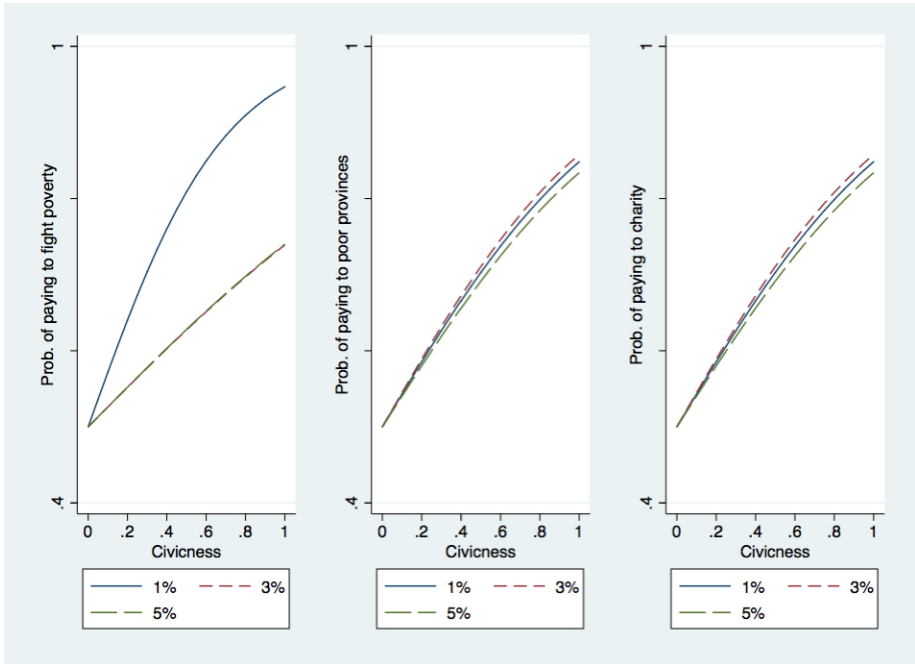 Prob. of paying to fight poverty
1
.4
0 .2 .4 .6 .8 1
Civicness
1% 3%
5%
Prob. of paying to poor provinces
1
.4
0 .2 .4 .6 .8 1
Civicness
1% 3%
5%
Prob. of paying to charity
1
.4
0 .2 .4 .6 .8 1
Civicness
1% 3%
5%